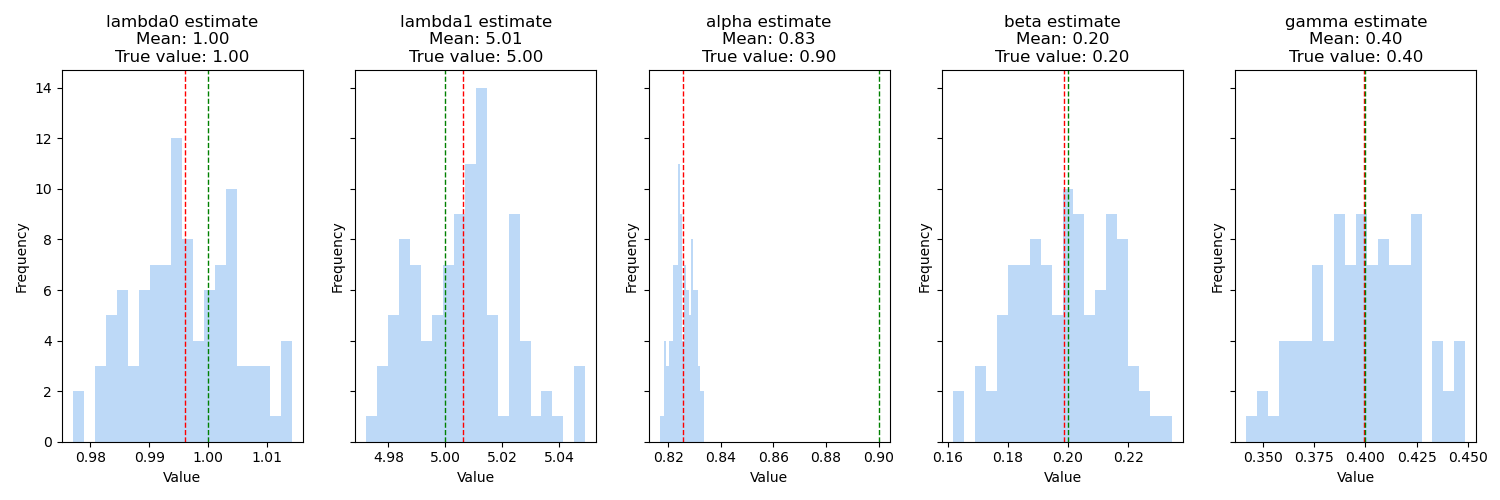 lambda0 estimate
Mean: 1.00
True value: 1.00
lambda1 estimate
Mean: 5.01
True value: 5.00
alpha estimate
Mean: 0.83
True value: 0.90
beta estimate
Mean: 0.20
True value: 0.20
gamma estimate
Mean: 0.40
True value: 0.40
14
12
10
8
6
4
2
0
Frequency
0.98 0.99 1.00 1.01
Value
Frequency
4.98 5.00 5.02 5.04
Value
Frequency
0.82 0.84 0.86 0.88 0.90
Value
Frequency
0.16 0.18 0.20 0.22
Value
Frequency
0.350 0.375 0.400 0.425 0.450
Value